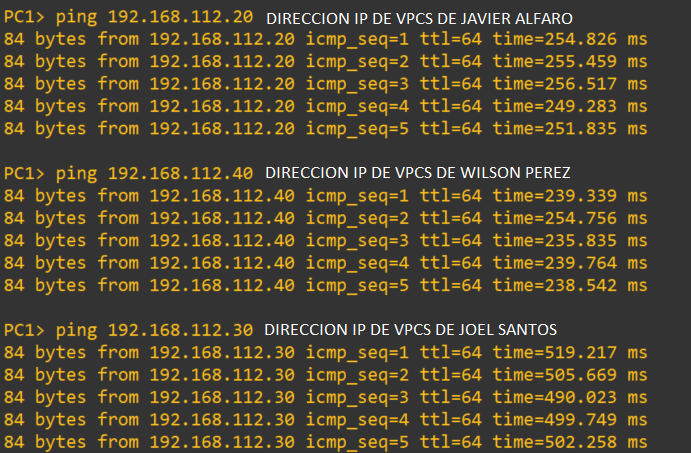 PC1> ping 192.168.112.20 DIRECCION IP DE VPCS DE JAVIER ALFARO
84 bytes from 192.168.112.20 icmp_seq=1 ttl=64 time=254.826 ms
84 bytes from 192.168.112.20 icmp_seq=2 ttl=64 time=255.459 ms
84 bytes from 192.168.112.20 icmp_seq=3 ttl=64 time=256.517 ms
84 bytes from 192.168.112.20 icmp_seq=4 ttl=64 time=249.283 ms
84 bytes from 192.168.112.20 icmp_seq=5 ttl=64 time=251.835 ms
PC1> ping 192.168.112.40 DIRECCION IP DE VPCS DE WILSON PEREZ
84 bytes from 192.168.112.40 icmp_seq=1 ttl=64 time=239.339 ms
84 bytes from 192.168.112.40 icmp_seq=2 ttl=64 time=254.756 ms
84 bytes from 192.168.112.40 icmp_seq=3 ttl=64 time=235.835 ms
84 bytes from 192.168.112.40 icmp_seq=4 ttl=64 time=239.764 ms
84 bytes from 192.168.112.40 icmp_seq=5 ttl=64 time=238.542 ms
PC1> ping 192.168.112.30 DIRECCION IP DE VPCS DE JOEL SANTOS
84 bytes from 192.168.112.30 icmp_seq=1 ttl=64 time=519.217 ms
84 bytes from 192.168.112.30 icmp_seq=2 ttl=64 time=505.669 ms
84 bytes from 192.168.112.30 icmp_seq=3 ttl=64 time=490.023 ms
84 bytes from 192.168.112.30 icmp_seq=4 ttl=64 time=499.749 ms
84 bytes from 192.168.112.30 icmp_seq=5 ttl=64 time=502.258 ms